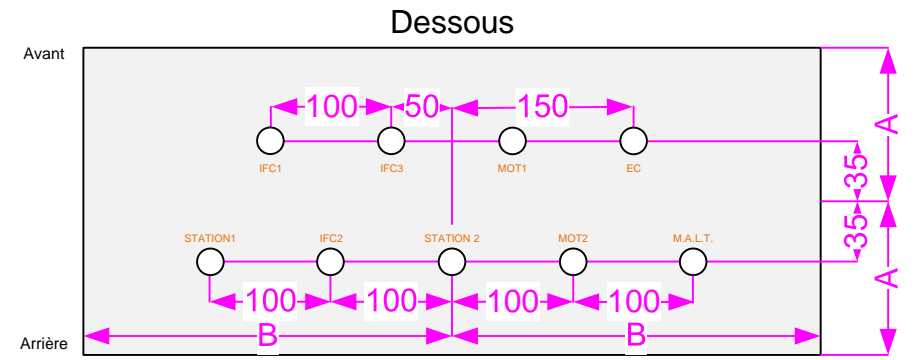 Dessous
Avant
100 50 150
A
IFC1 IFC3 MOT1 EC
35
STATION1 IFC2 STATION 2 MOT2 M.A.L.T.
35
A
100 100 100 100
B B
Arrière